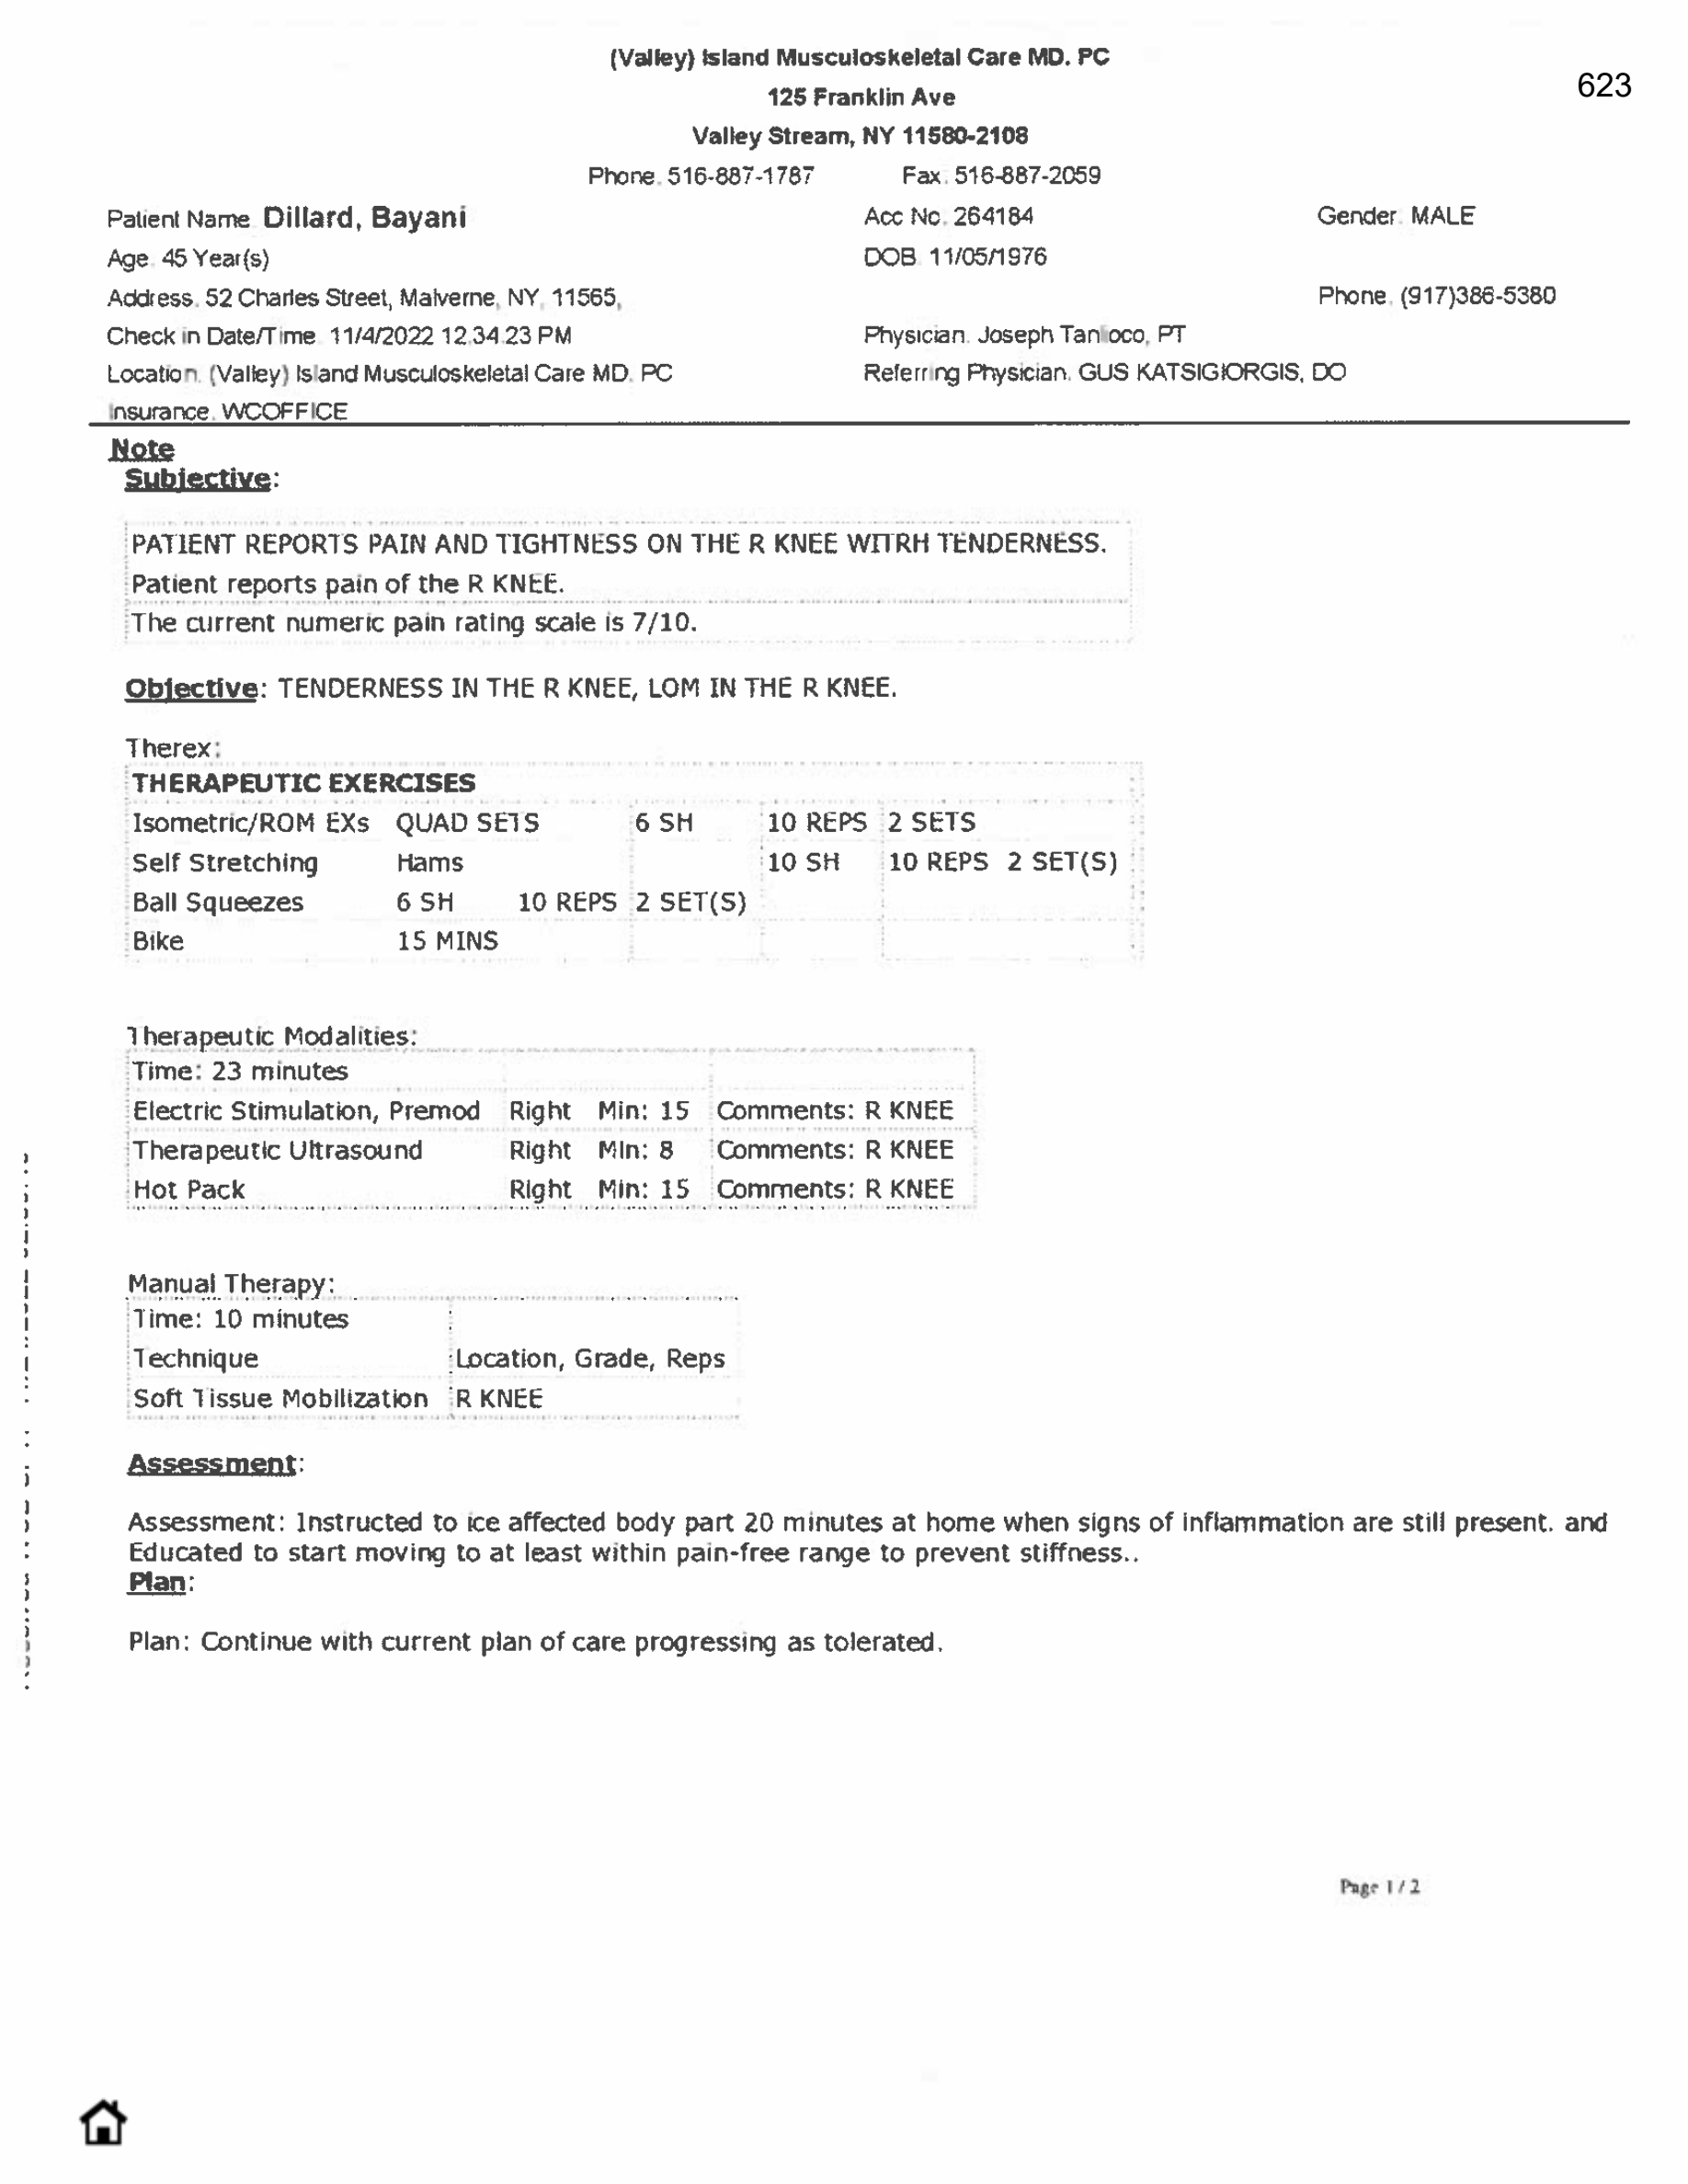 (Valley) Island Musculoskeletal Care MD. PC
623
125 Franklin Ave
Valley Stream, NY 11580-2108
Phone. 516-887-1787 Fax. 516-887-2059
Patient Name. Dillard, Bayani Acc No. 264184 Gender. MALE
Age. 45 Year(s) DOB. 11/05/1976
Address. 52 Charles Street, Malverne, NY, 11565, Phone. (917)386-5380
Check in Date/Time. 11/4/2022 12.34.23 PM Physician. Joseph PT
Location. (Valley) Island Musculoskeletal Care MD. PC Referring Physician. GUS KATSIGIORGIS, DO
Insurance. WCOFFICE
Note
Subjective:
PATIENT REPORTS PAIN AND TIGHTNESS ON THE R KNEE WITRH TENDERNESS.
Patient reports pain of the R KNEE.
The current numeric pain rating scale is 7/10.
Objective: TENDERNESS IN THE R KNEE, LOM IN THE R KNEE.
Therex:
THERAPEUTIC EXERCISES
Isometric/ROM EXs QUAD SETS 6 SH 10 REPS 2 SETS
Self Stretching Hams 10 SH 10 REPS 2 SET(S)
Ball Squeezes 6 SH 10 REPS 2 SET(S)
Bike 15 MINS
Therapeutic Modalities:
Time: 23 minutes
Electric Stimulation, Premod Right Min: 15 Comments: R KNEE
Therapeutic Ultrasound Right Min: 8 Comments: R KNEE
Hot Pack Right Min: 15 Comments: R KNEE
Manual Therapy:
Time: 10 minutes
Technique Location, Grade, Reps
Soft Tissue Mobilization R KNEE
Assessment:
Assessment: Instructed to ice affected body part 20 minutes at home when signs of inflammation are still present. and
Educated to start moving to at least within pain-free range to prevent stiffness..
Plan:
Plan: Continue with current plan of care progressing as tolerated.
Page 1 / 2